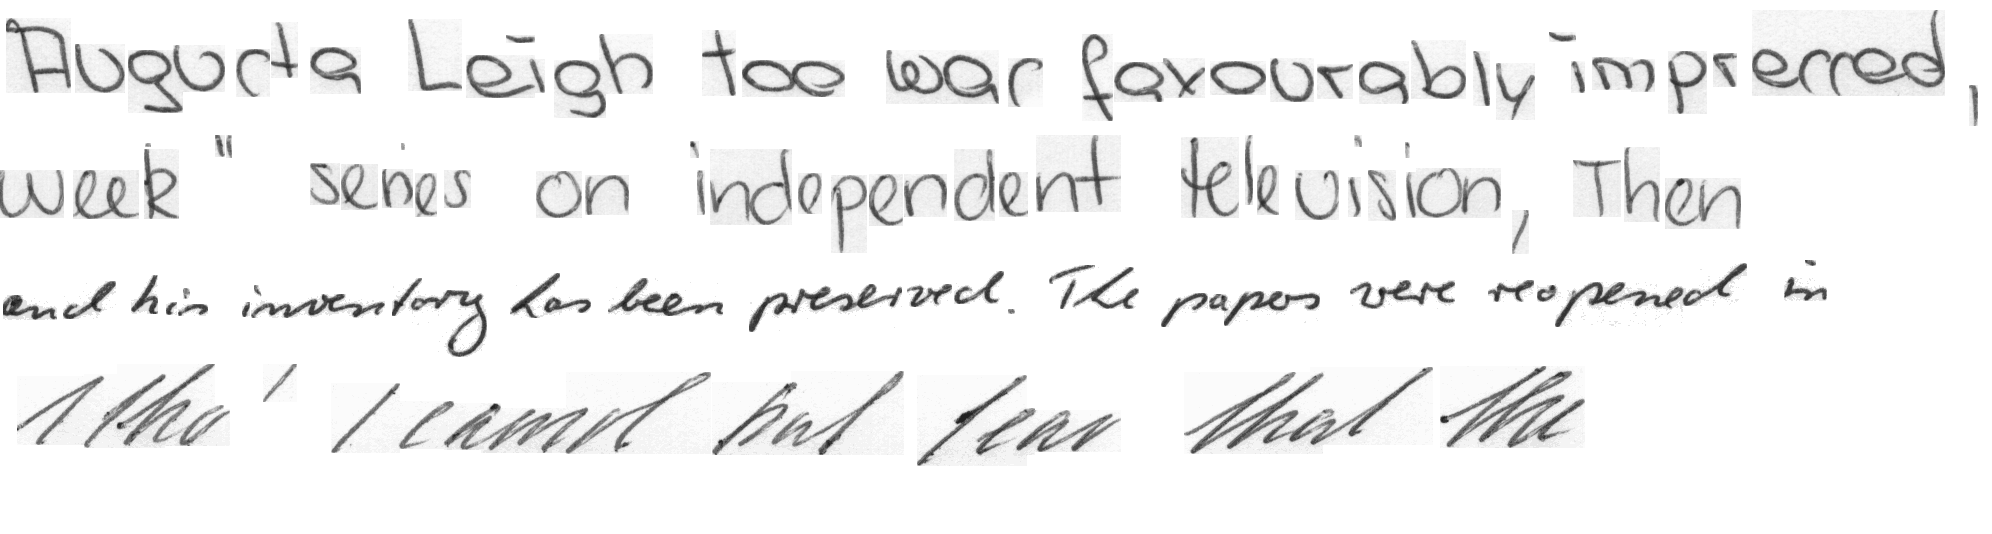 Augusta Leigh too was favourably impressed,
week" series on independent television, Then
and his inventory has been preserved. The papers were reopened in
tho' I cannot but fear that the